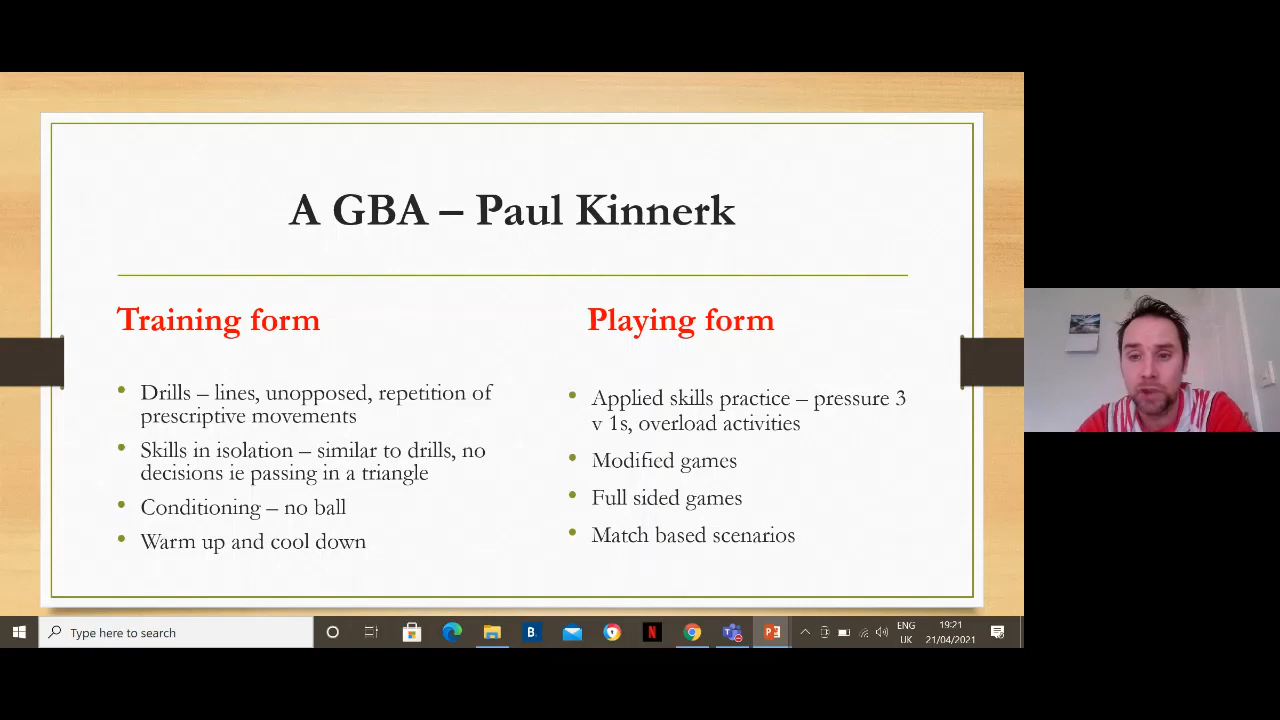 A GBA – Paul Kinnerk
Training form
Drills – lines, unopposed, repetition of
prescriptive movements
Skills in isolation – similar to drills, no
decisions ie passing in a triangle
Conditioning – no ball
Warm up and cool down
Playing form
Applied skills practice – pressure 3
v 1s, overload activities
Modified games
Full sided games
Match based scenarios
Type here to search
B.
N
ENG
UK
19:21
21/04/2021